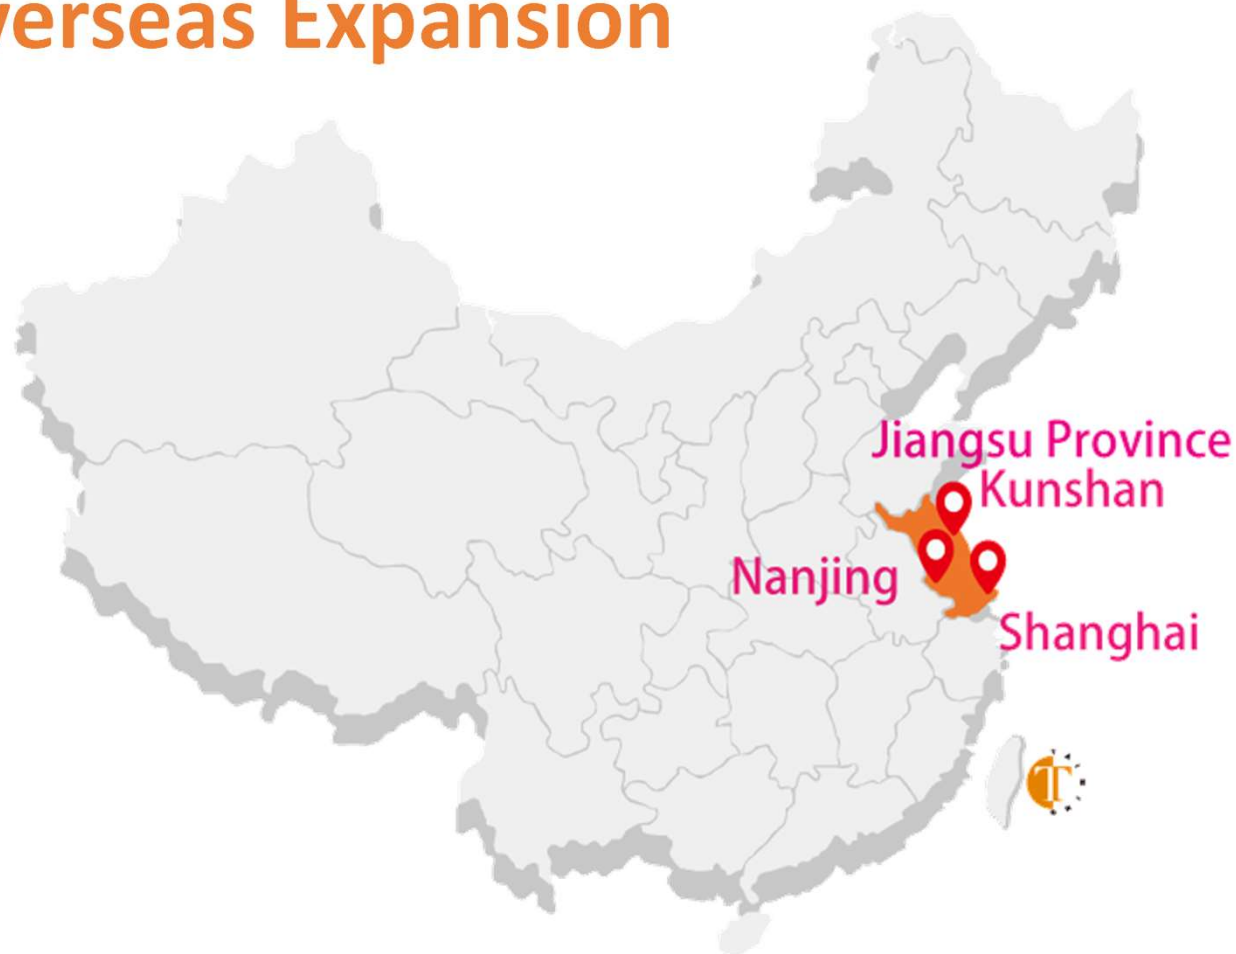 verseas Expansion
Jiangsu Province
Kunshan
Nanjing
Shanghai
T